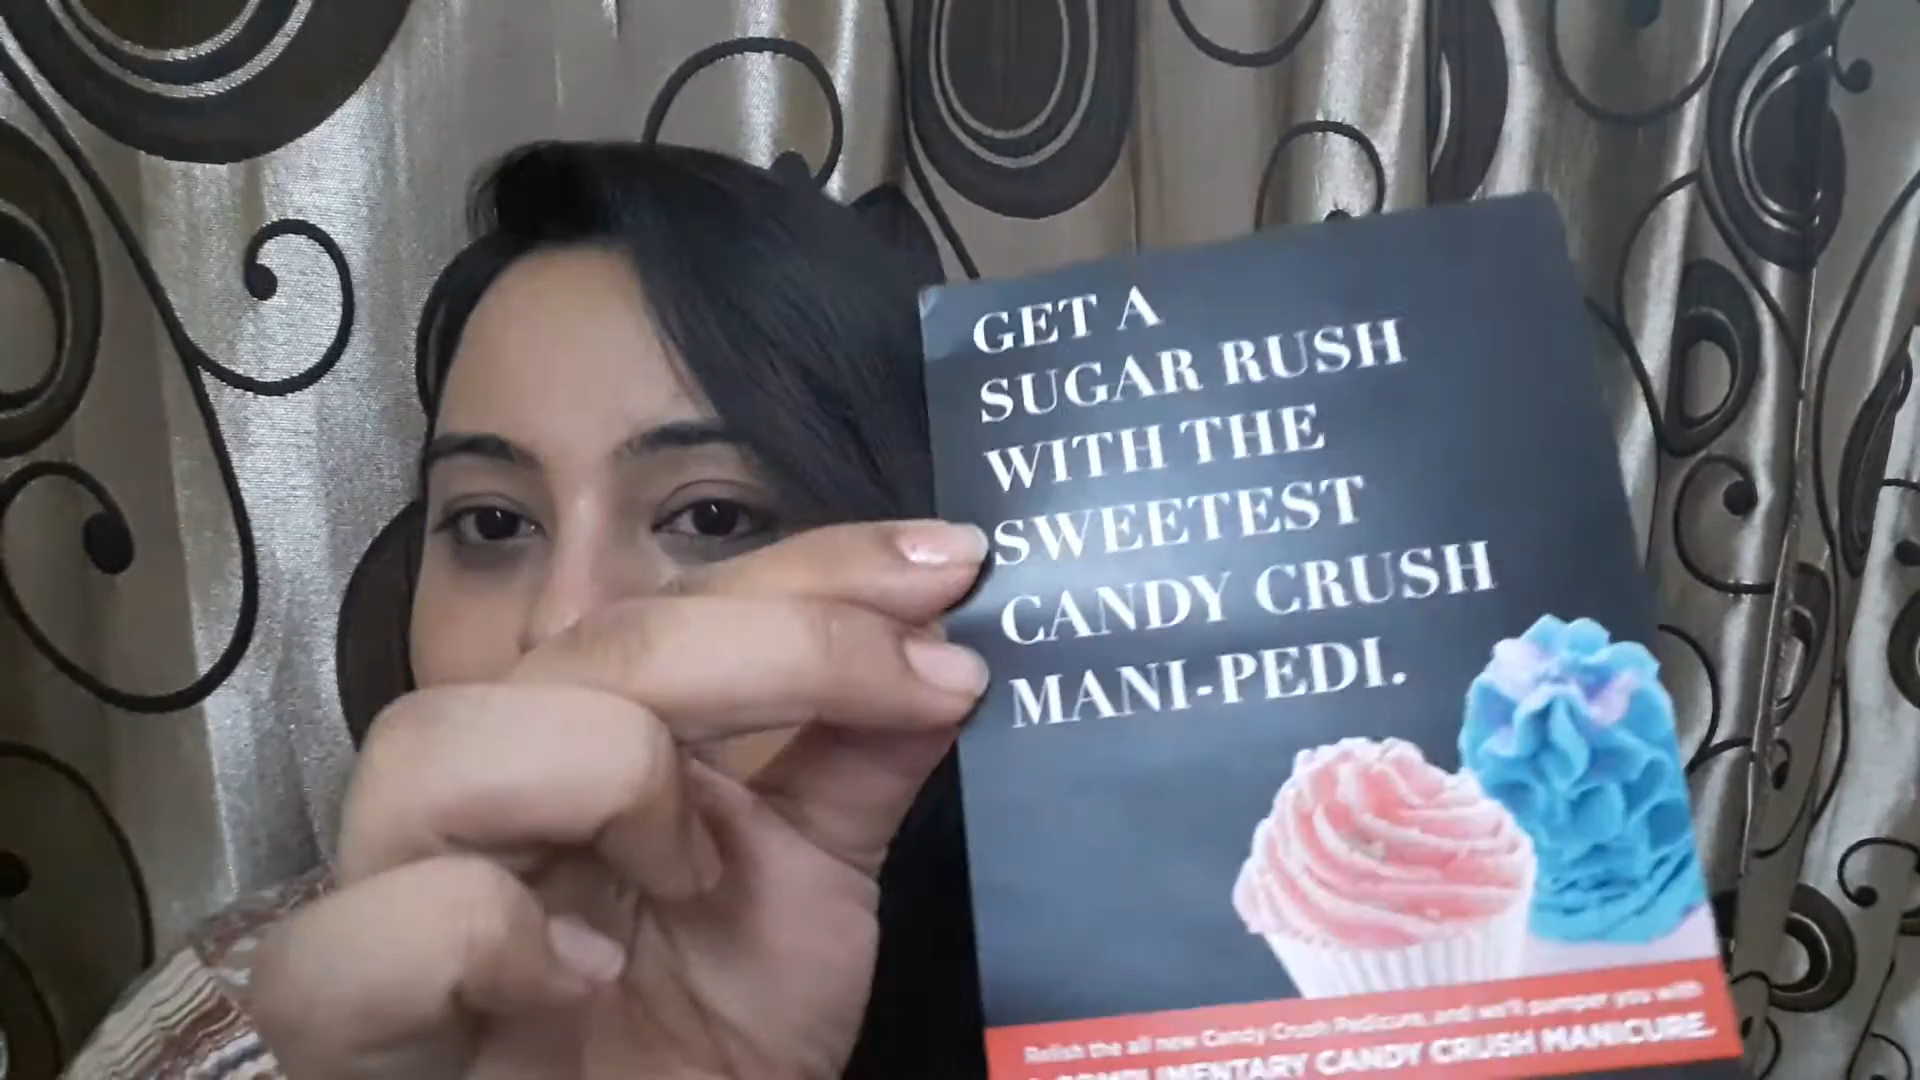 GET A
SUGAR RUSH
WITH THE
SWEETEST
CANDY CRUSH
MANI-PEDI.
Relish the all new Candy Crush Pedicure, and we'll pamper you with
COMPLIMENTARY CANDY CRUSH MANICURE.